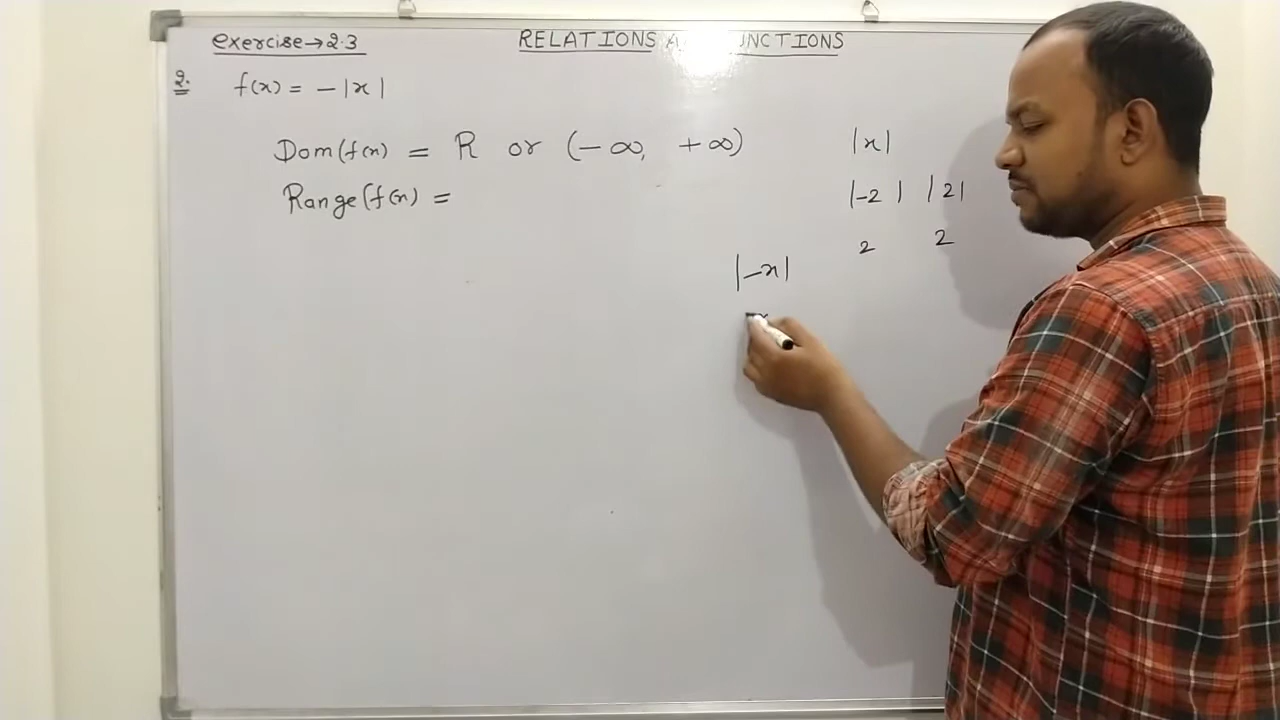 exercise→2.3
RELATIONS A UNCTIONS
2.
f(x) = -|x|
Dom(f(x) = R or (-∞, +∞)
Range(f(x) =
|x|
|-2| |2|
2 2
|-x|